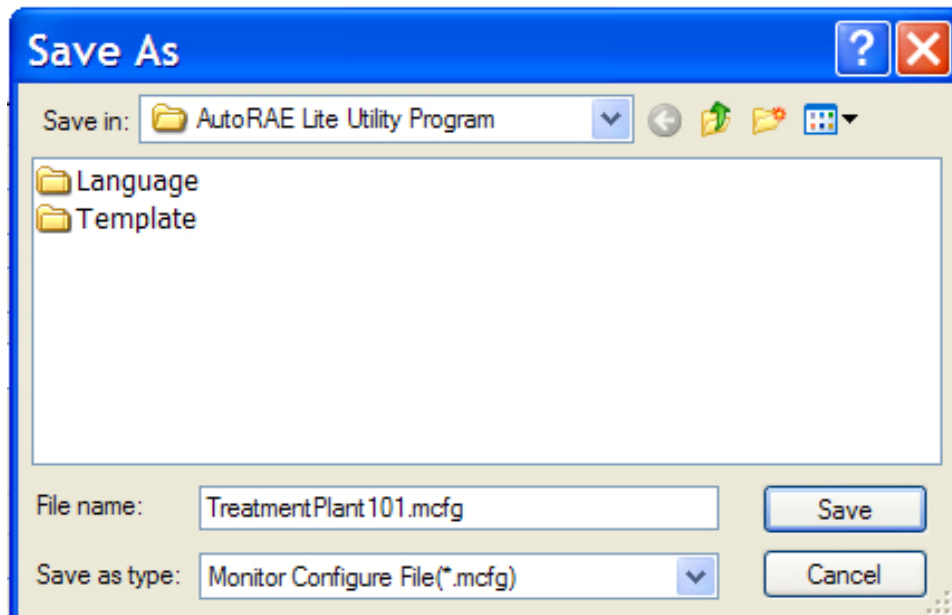 Save As
Save in: AutoRAE Lite Utility Program
Language
Template
File name: TreatmentPlant101.mcfg Save
Save as type: Monitor Configure File(*.mcfg) Cancel